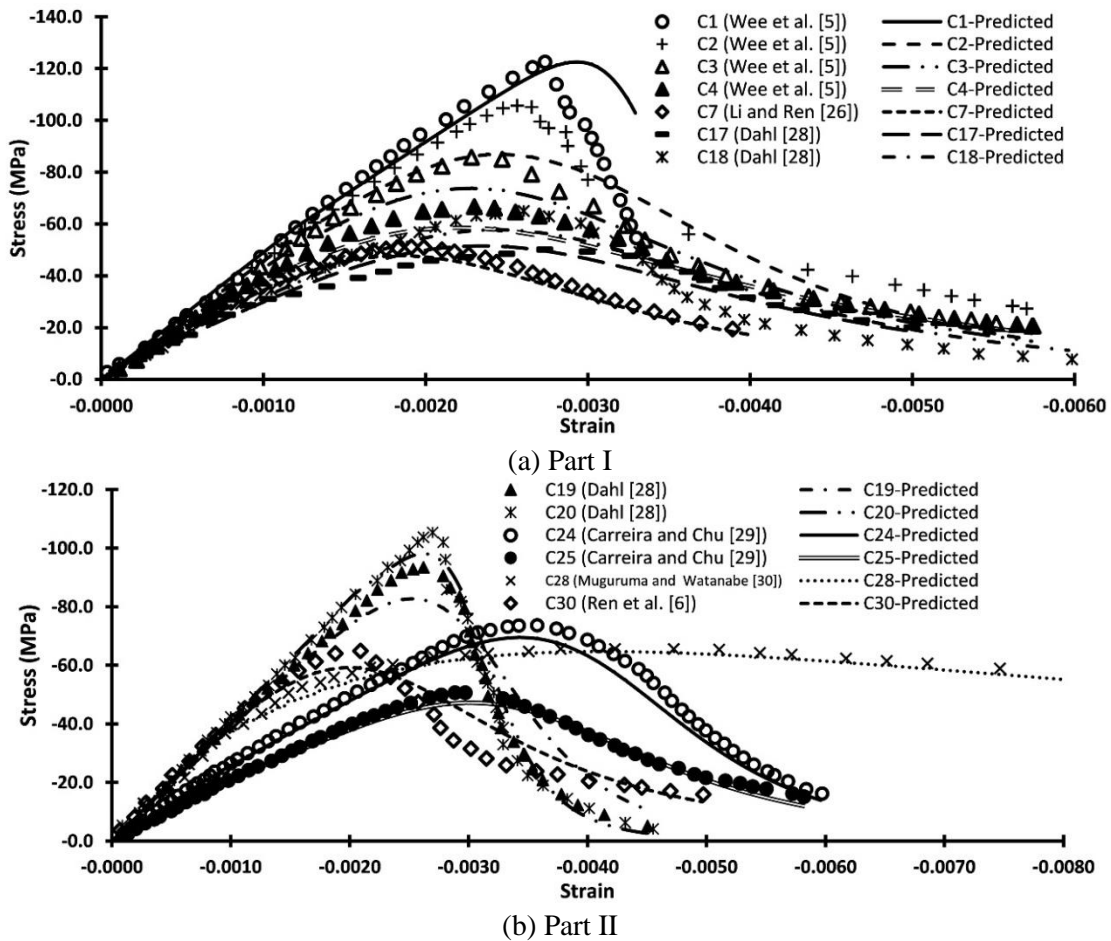 -140.0
-120.0
-100.0
-80.0
-60.0
-40.0
-20.0
-0.0
Stress (MPa)
C1 (Wee et al. [5]) C1-Predicted
C2 (Wee et al. [5]) C2-Predicted
C3 (Wee et al. [5]) C3-Predicted
C4 (Wee et al. [5]) C4-Predicted
C7 (Li and Ren [26]) C7-Predicted
C17 (Dahl [28]) C17-Predicted
C18 (Dahl [28]) C18-Predicted
-0.0000 -0.0010 -0.0020 -0.0030 -0.0040 -0.0050 -0.0060
Strain
(a) Part I
-120.0
-100.0
-80.0
-60.0
-40.0
-20.0
-0.0
Stress (MPa)
C19 (Dahl [28]) C19-Predicted
C20 (Dahl [28]) C20-Predicted
C24 (Carreira and Chu [29]) C24-Predicted
C25 (Carreira and Chu [29]) C25-Predicted
C28 (Muguruma and Watanabe [30]) C28-Predicted
C30 (Ren et al. [6]) C30-Predicted
-0.0000 -0.0010 -0.0020 -0.0030 -0.0040 -0.0050 -0.0060 -0.0070 -0.0080
Strain
(b) Part II